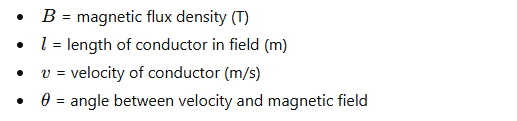 • B = magnetic flux density (T)
• l = length of conductor in field (m)
• v = velocity of conductor (m/s)
• θ = angle between velocity and magnetic field